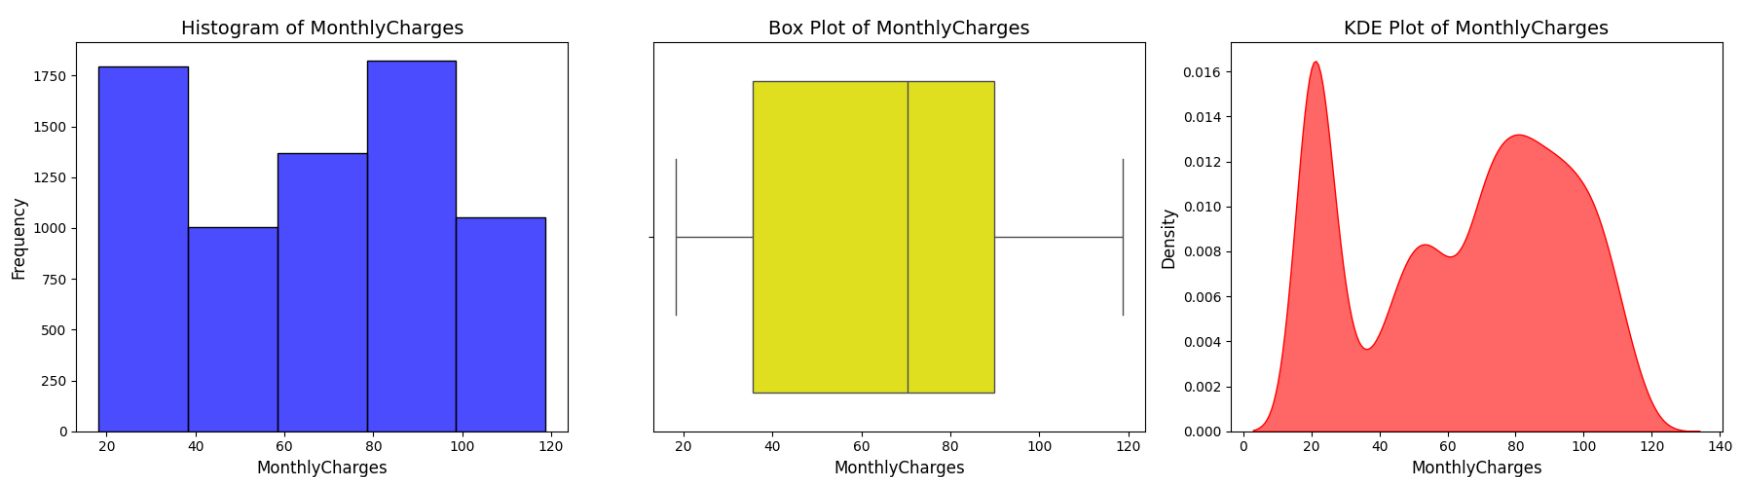 Histogram of MonthlyCharges
1750
1500
1250
1000
750
500
250
0
Frequency
20 40 60 80 100 120
MonthlyCharges
Box Plot of MonthlyCharges
20 40 60 80 100 120
MonthlyCharges
KDE Plot of MonthlyCharges
0.016
0.014
0.012
0.010
0.008
0.006
0.004
0.002
0.000
Density
0 20 40 60 80 100 120 140
MonthlyCharges